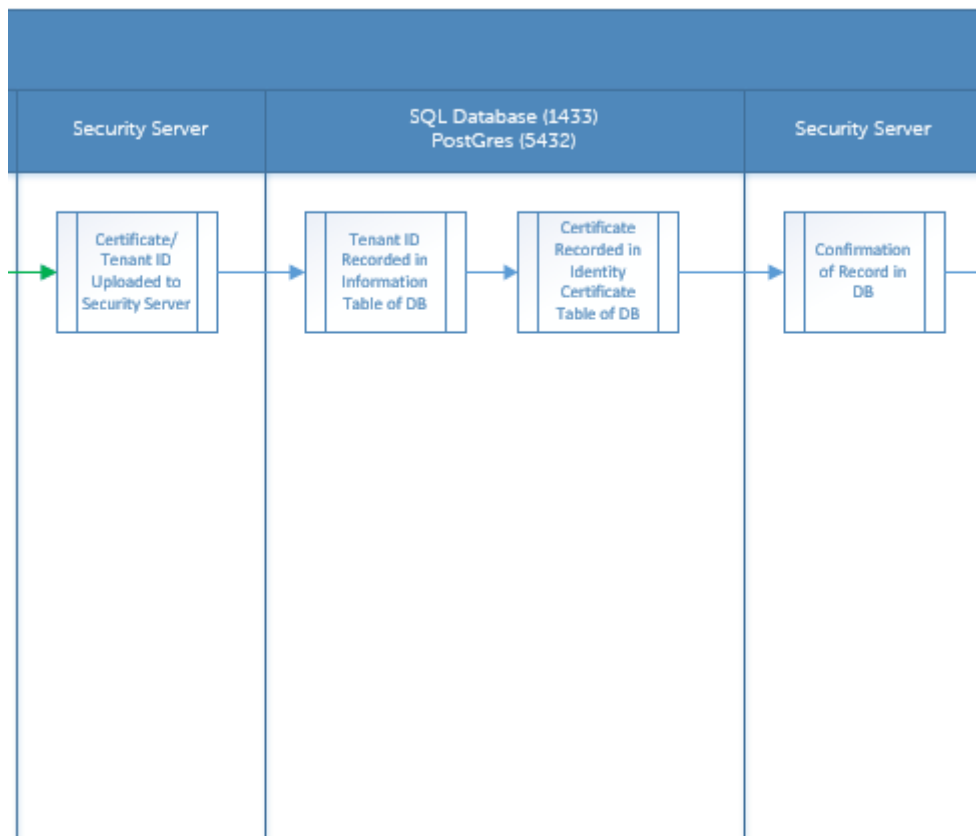 Security Server
SQL Database (1433)
PostGres (5432)
Security Server
Certificate/
Tenant ID
Uploaded to
Security Server
Tenant ID
Recorded in
Information
Table of DB
Certificate
Recorded in
Identity
Certificate
Table of DB
Confirmation
of Record in
DB